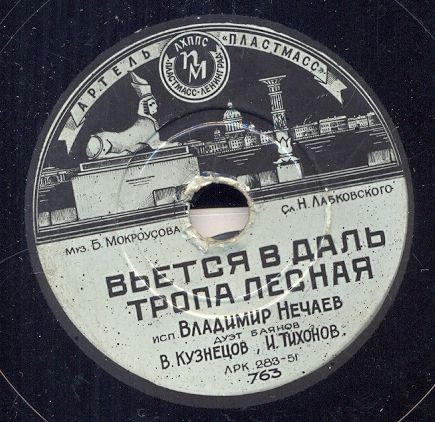 АРТЕЛЬ
ЛХППС
"ПЛАСТМАСС"
ПМ
ПЛАСТМАСС-ЛЕНИНГРАД
МУЗ. Б. МОКРОУСОВА
СЛ. Н. ЛАБКОВСКОГО
ВЬЕТСЯ В ДАЛЬ
ТРОПА ЛЕСНАЯ
ИСП. ВЛАДИМИР НЕЧАЕВ
ДУЭТ БАЯНОВ
В. КУЗНЕЦОВ, И. ТИХОНОВ.
ЛРК 283-51
763